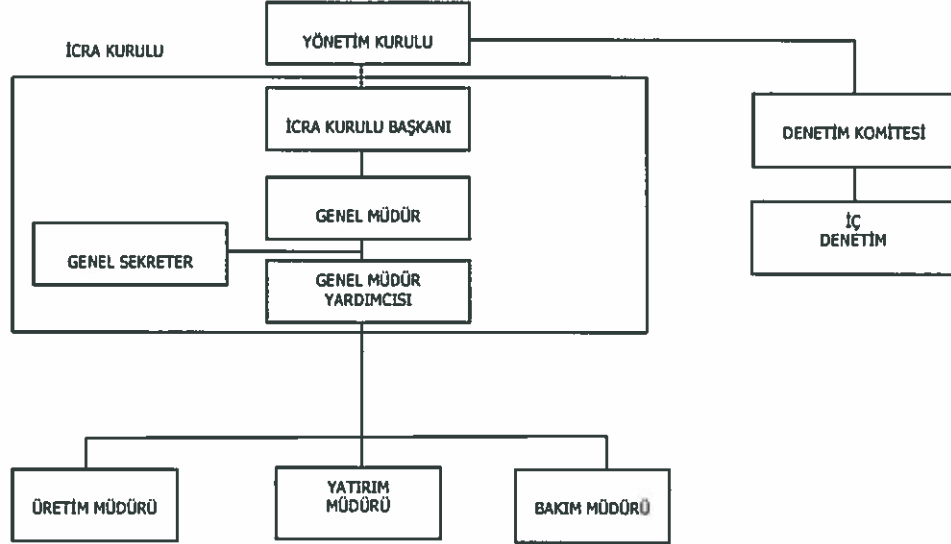 YÖNETİM KURULU
İCRA KURULU
İCRA KURULU BAŞKANI
DENETİM KOMİTESİ
GENEL MÜDÜR
İÇ
DENETİM
GENEL SEKRETER
GENEL MÜDÜR
YARDIMCISI
ÜRETİM MÜDÜRÜ
YATIRIM
MÜDÜRÜ
BAKIM MÜDÜRÜ